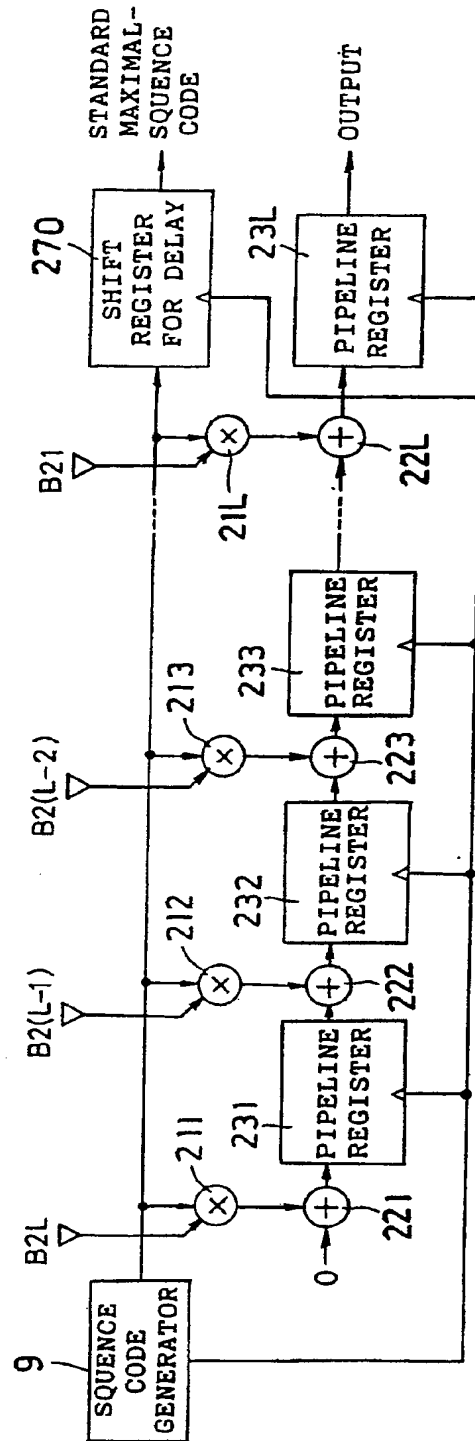 9
SQUENCE
CODE
GENERATOR
B2L
B2(L-1)
B2(L-2)
B21
211
212
213
21L
270
SHIFT
REGISTER
FOR DELAY
STANDARD
MAXIMAL-
SQUENCE
CODE
0
221
231
PIPELINE
REGISTER
222
232
PIPELINE
REGISTER
223
233
PIPELINE
REGISTER
22L
23L
PIPELINE
REGISTER
OUTPUT